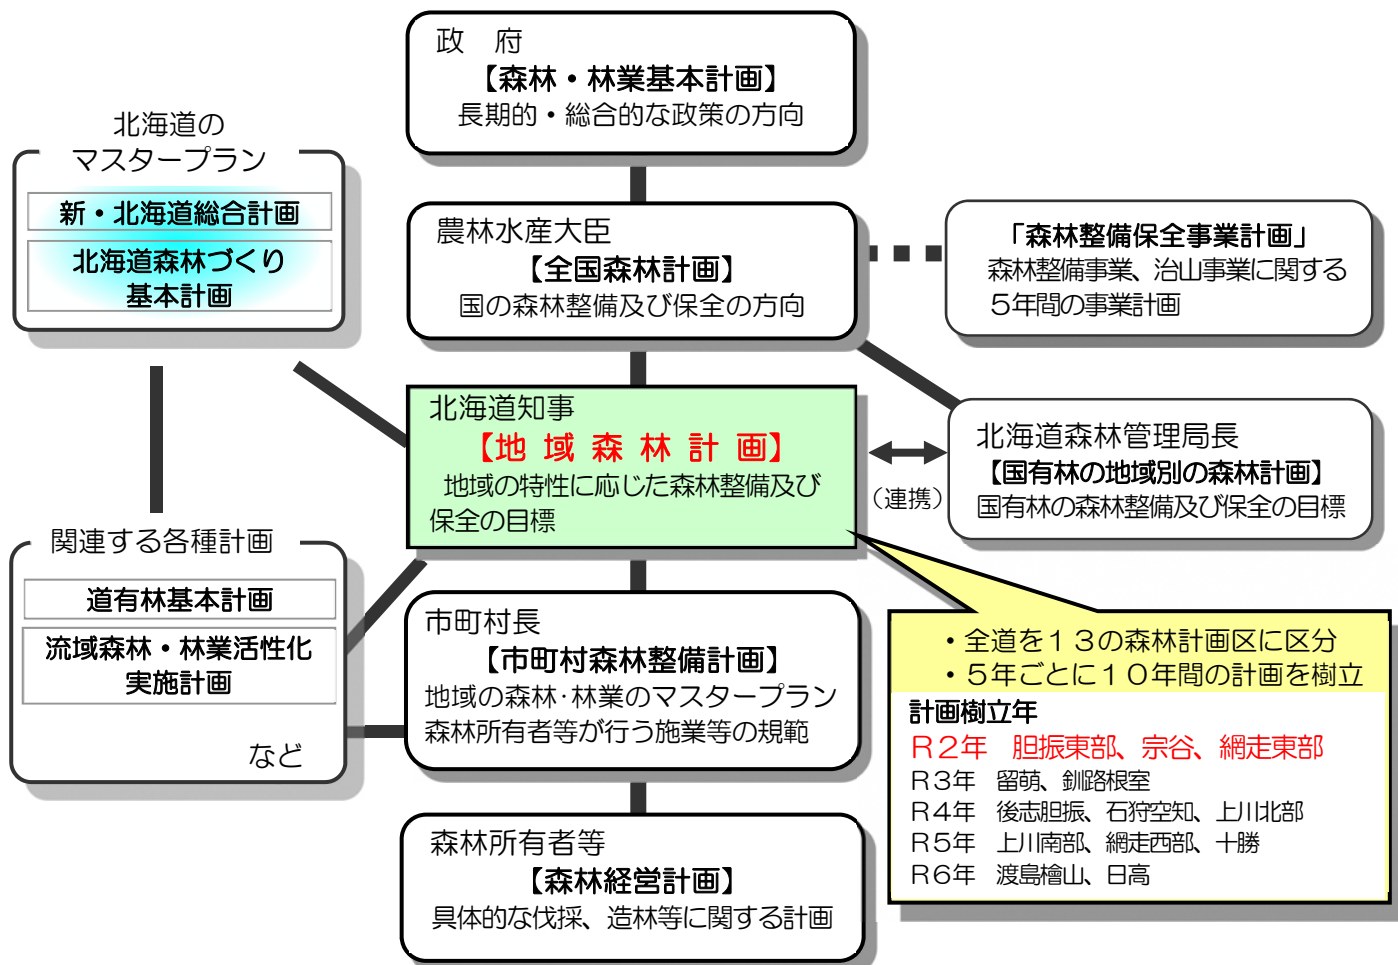 政　府
【森林・林業基本計画】
長期的・総合的な政策の方向
北海道の
マスタープラン
新・北海道総合計画
北海道森林づくり
基本計画
農林水産大臣
【全国森林計画】
国の森林整備及び保全の方向
「森林整備保全事業計画」
森林整備事業、治山事業に関する
５年間の事業計画
北海道知事
【地 域 森 林 計 画】
地域の特性に応じた森林整備及び
保全の目標
（連携）
北海道森林管理局長
【国有林の地域別の森林計画】
国有林の森林整備及び保全の目標
関連する各種計画
道有林基本計画
流域森林・林業活性化
実施計画
など
市町村長
【市町村森林整備計画】
地域の森林・林業のマスタープラン
森林所有者等が行う施業等の規範
・全道を１３の森林計画区に区分
・５年ごとに１０年間の計画を樹立
計画樹立年
Ｒ２年　胆振東部、宗谷、網走東部
Ｒ３年　留萌、釧路根室
Ｒ４年　後志胆振、石狩空知、上川北部
Ｒ５年　上川南部、網走西部、十勝
Ｒ６年　渡島檜山、日高
森林所有者等
【森林経営計画】
具体的な伐採、造林等に関する計画